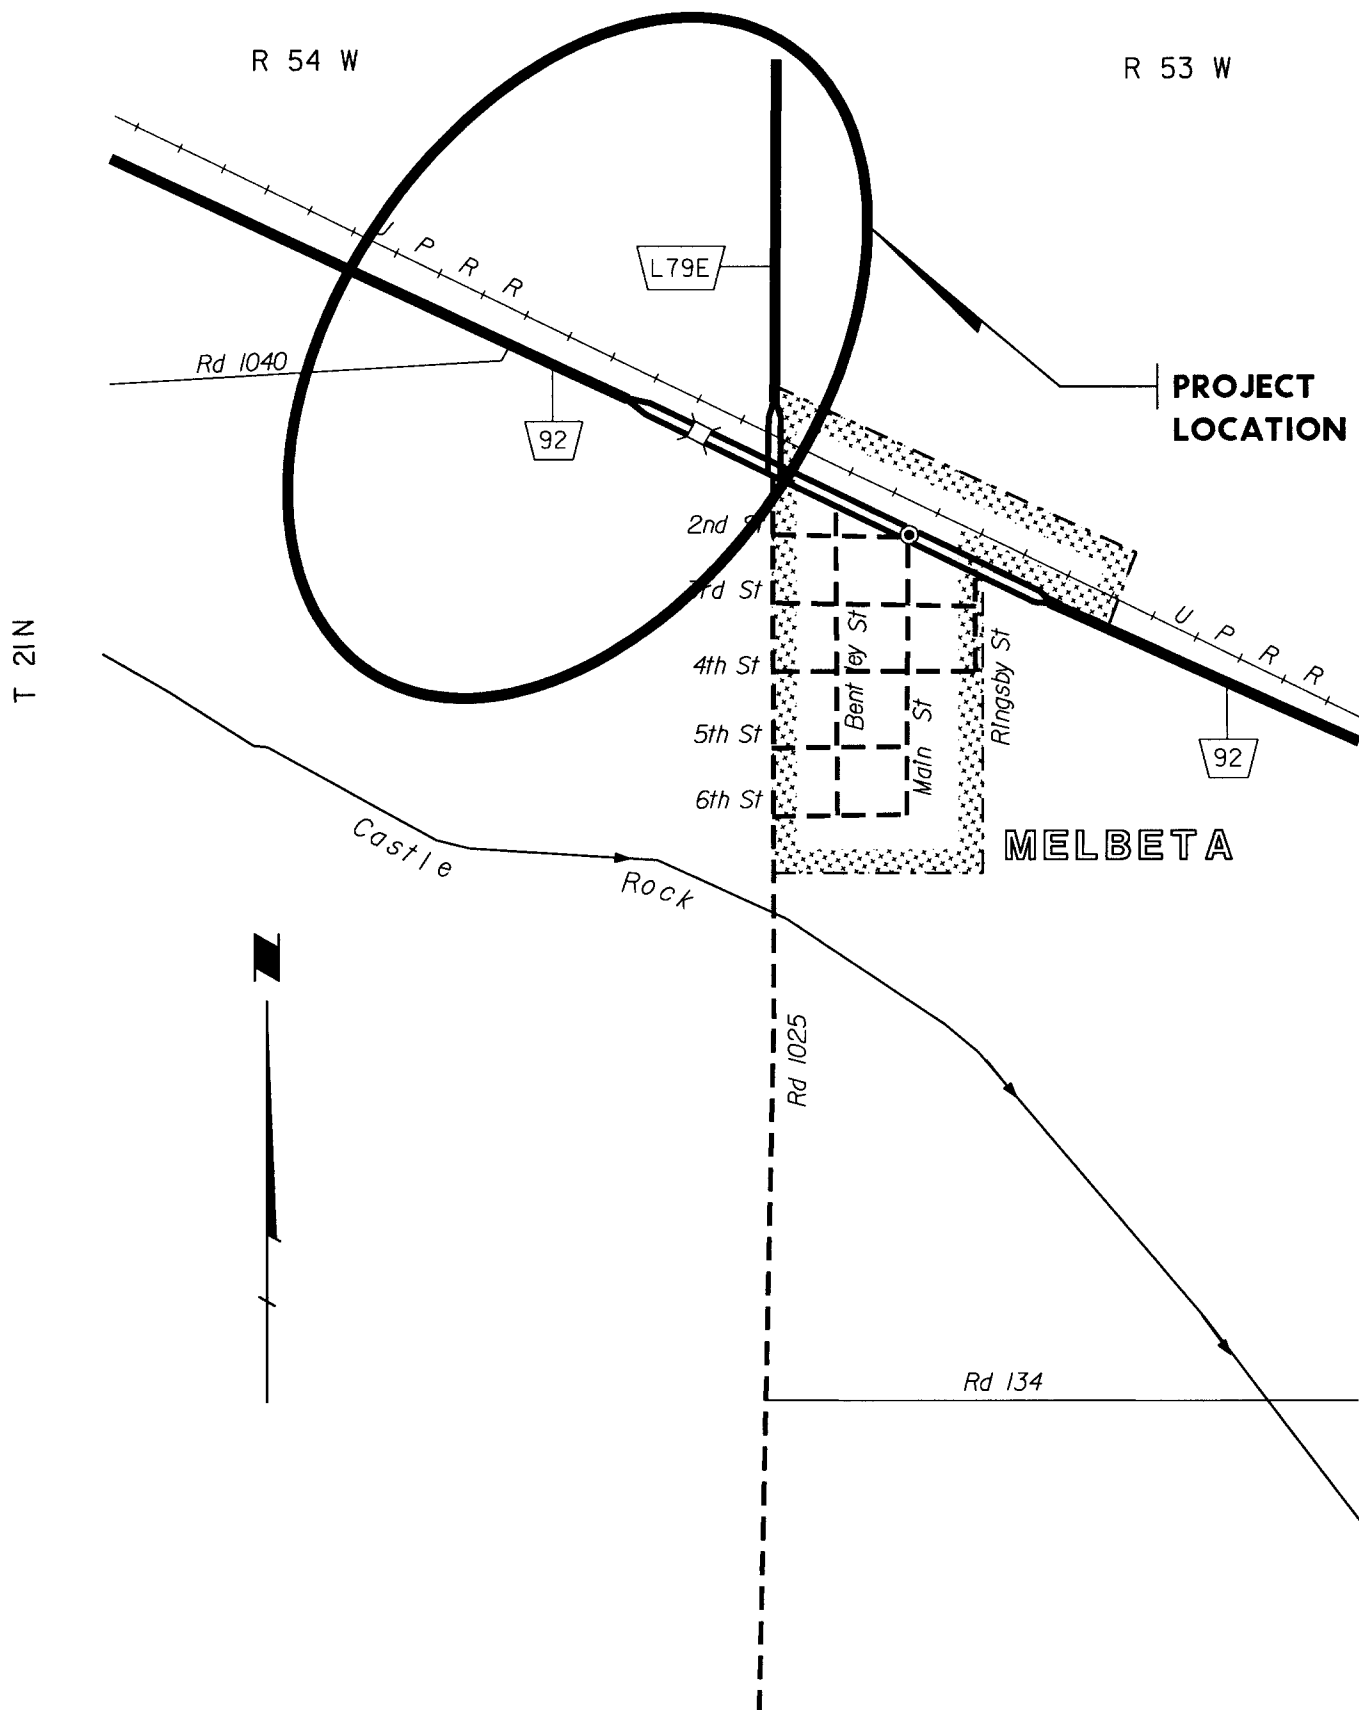 R 54 W
R 53 W
U P R R
L79E
Rd 1040
92
PROJECT
LOCATION
2nd St
3rd St
4th St
5th St
6th St
Bentley St
Main St
Ringsby St
U P R R
92
T 21N
MELBETA
Castle Rock
N
Rd 1025
Rd 134